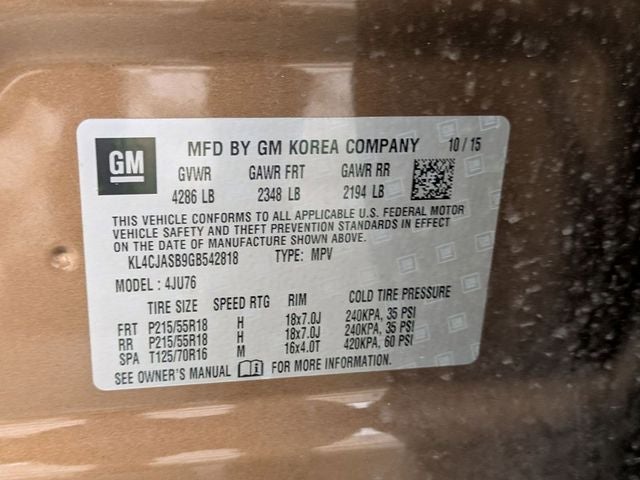 GM
MFD BY GM KOREA COMPANY 10/15
GVWR GAWR FRT GAWR RR
4286 LB 2348 LB 2194 LB
THIS VEHICLE CONFORMS TO ALL APPLICABLE U.S. FEDERAL MOTOR
VEHICLE SAFETY AND THEFT PREVENTION STANDARDS IN EFFECT
ON THE DATE OF MANUFACTURE SHOWN ABOVE.
KL4CJASB9GB542818 TYPE: MPV
MODEL : 4JU76
TIRE SIZE SPEED RTG RIM COLD TIRE PRESSURE
FRT P215/55R18 H 18x7.0J 240KPA, 35 PSI
RR P215/55R18 H 18x7.0J 240KPA, 35 PSI
SPA T125/70R16 M 16x4.0T 420KPA, 60 PSI
SEE OWNER'S MANUAL FOR MORE INFORMATION.